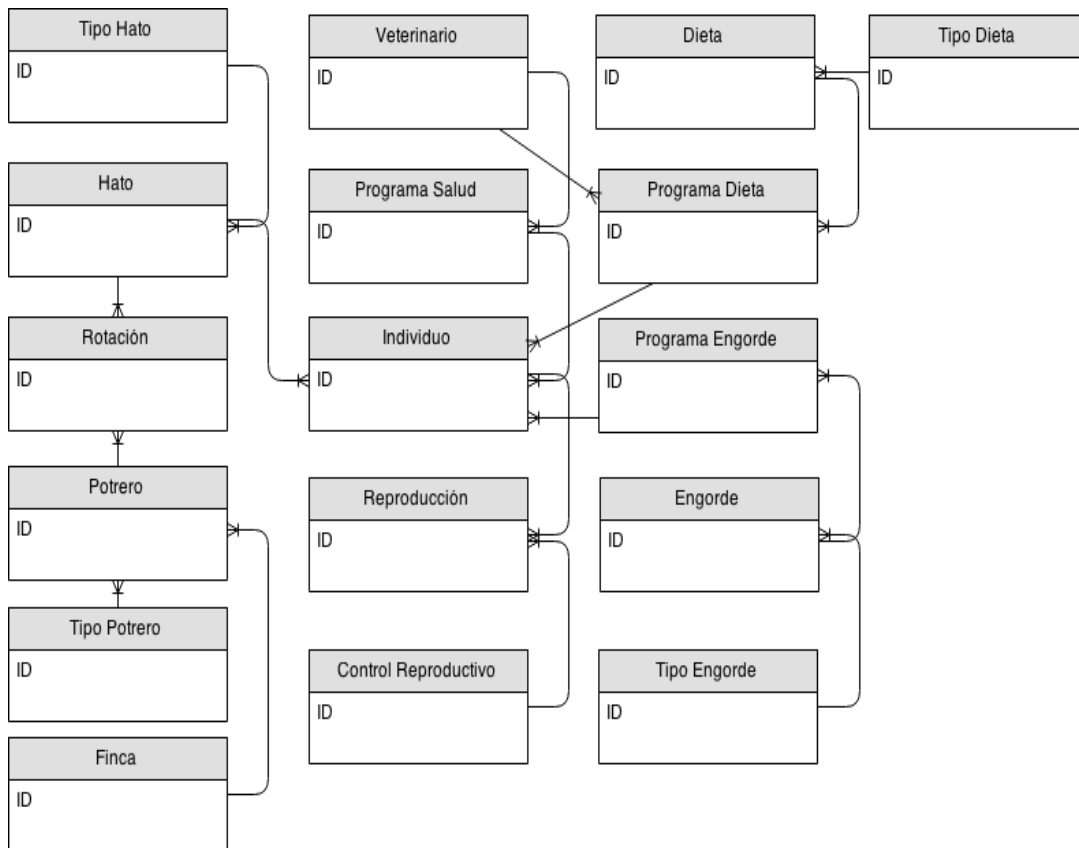 Tipo Hato
ID
Veterinario
ID
Dieta
ID
Tipo Dieta
ID
Hato
ID
Programa Salud
ID
Programa Dieta
ID
Rotación
ID
Individuo
ID
Programa Engorde
ID
Potrero
ID
Reproducción
ID
Engorde
ID
Tipo Potrero
ID
Control Reproductivo
ID
Tipo Engorde
ID
Finca
ID